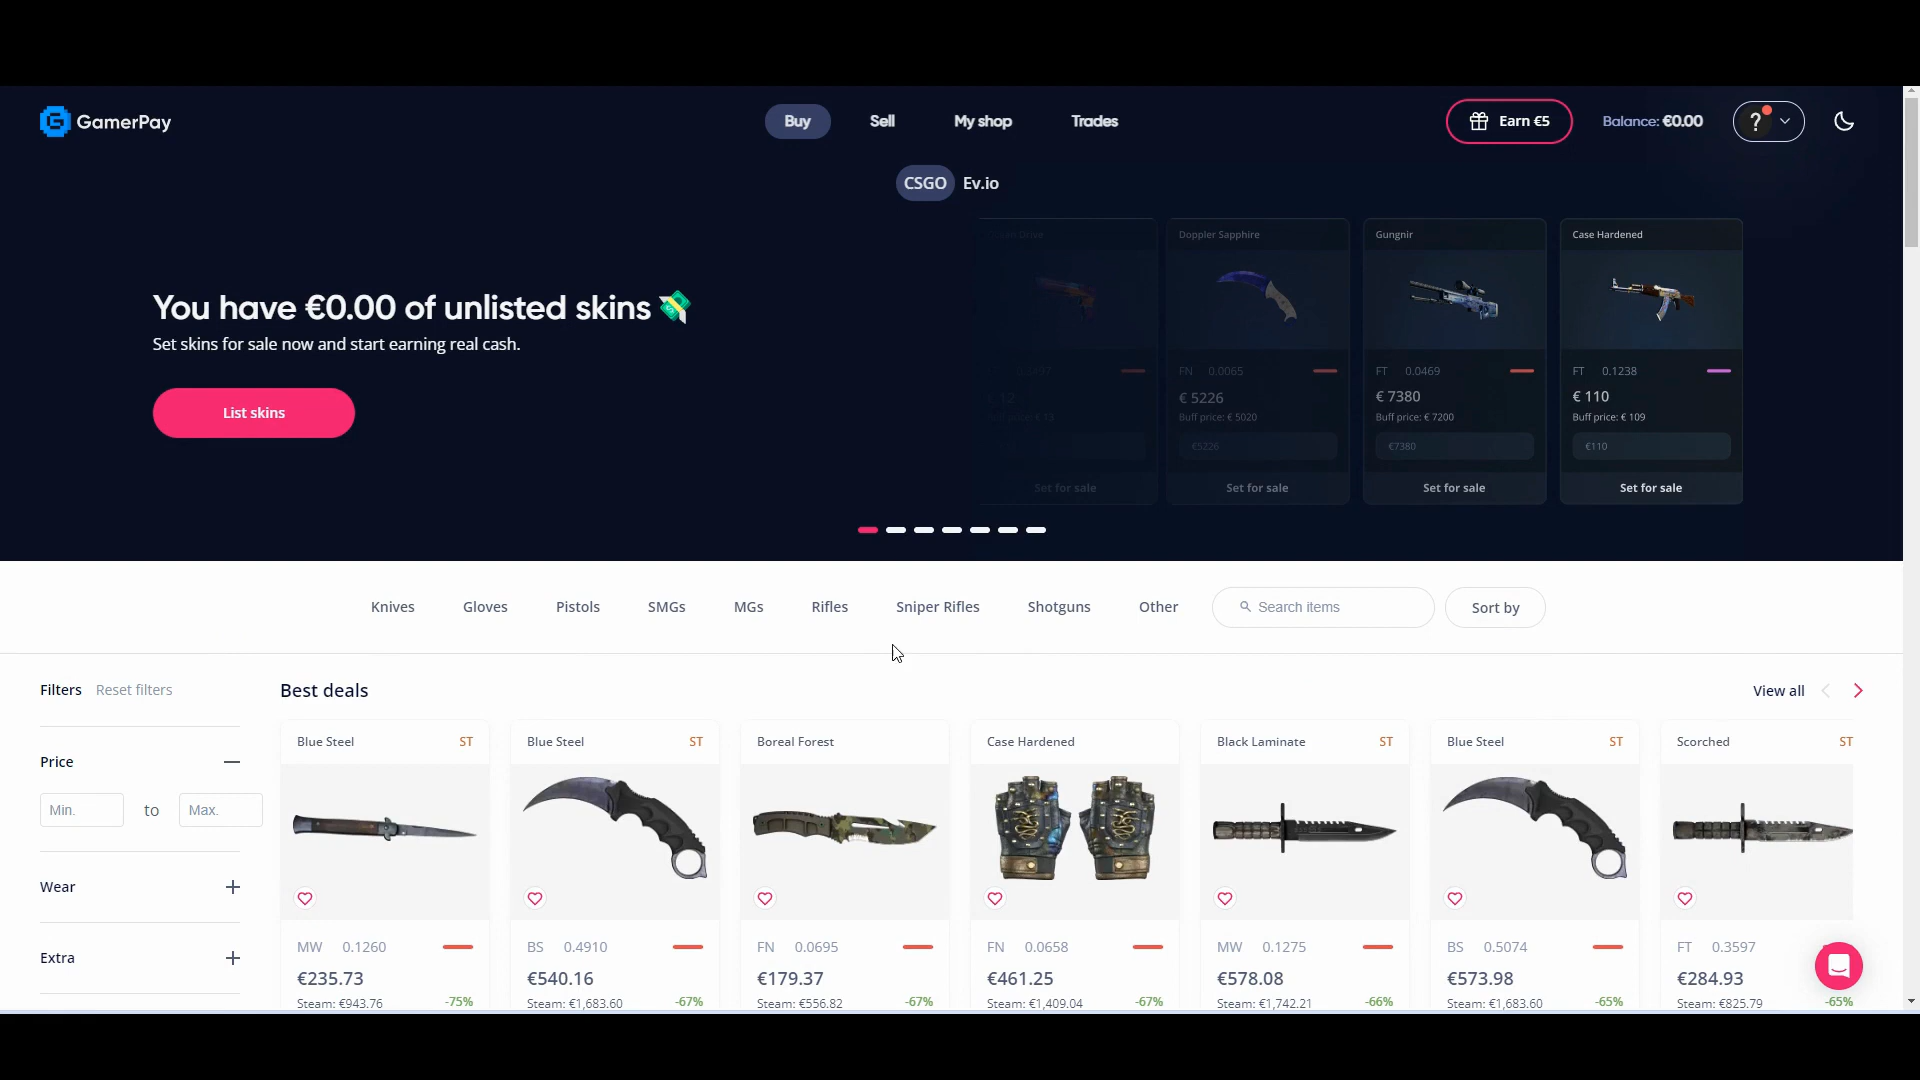 GamerPay
Buy
Sell
My shop
Trades
Earn €5
Balance: €0.00
?
CSGO
Ev.io
Doppler Sapphire
Gungnir
Case Hardened
You have €0.00 of unlisted skins
Set skins for sale now and start earning real cash.
List skins
FN 0.0065
FT 0.0469
FT 0.1238
€ 5226
€ 7380
€ 110
Buff price: € 5020
Buff price: € 7200
Buff price: € 109
€5226
€7380
€110
Set for sale
Set for sale
Set for sale
Set for sale
Knives
Gloves
Pistols
SMGs
MGs
Rifles
Sniper Rifles
Shotguns
Other
Search items
Sort by
Filters
Reset filters
Price
Min.
to
Max.
Wear
Extra
Best deals
View all
Blue Steel ST
MW 0.1260
€235.73
Steam: €943.76 -75%
Blue Steel ST
BS 0.4910
€540.16
Steam: €1,683.60 -67%
Boreal Forest
FN 0.0695
€179.37
Steam: €556.82 -67%
Case Hardened
FN 0.0658
€461.25
Steam: €1,409.04 -67%
Black Laminate ST
MW 0.1275
€578.08
Steam: €1,742.21 -66%
Blue Steel ST
BS 0.5074
€573.98
Steam: €1,683.60 -65%
Scorched ST
FT 0.3597
€284.93
Steam: €825.79 -65%